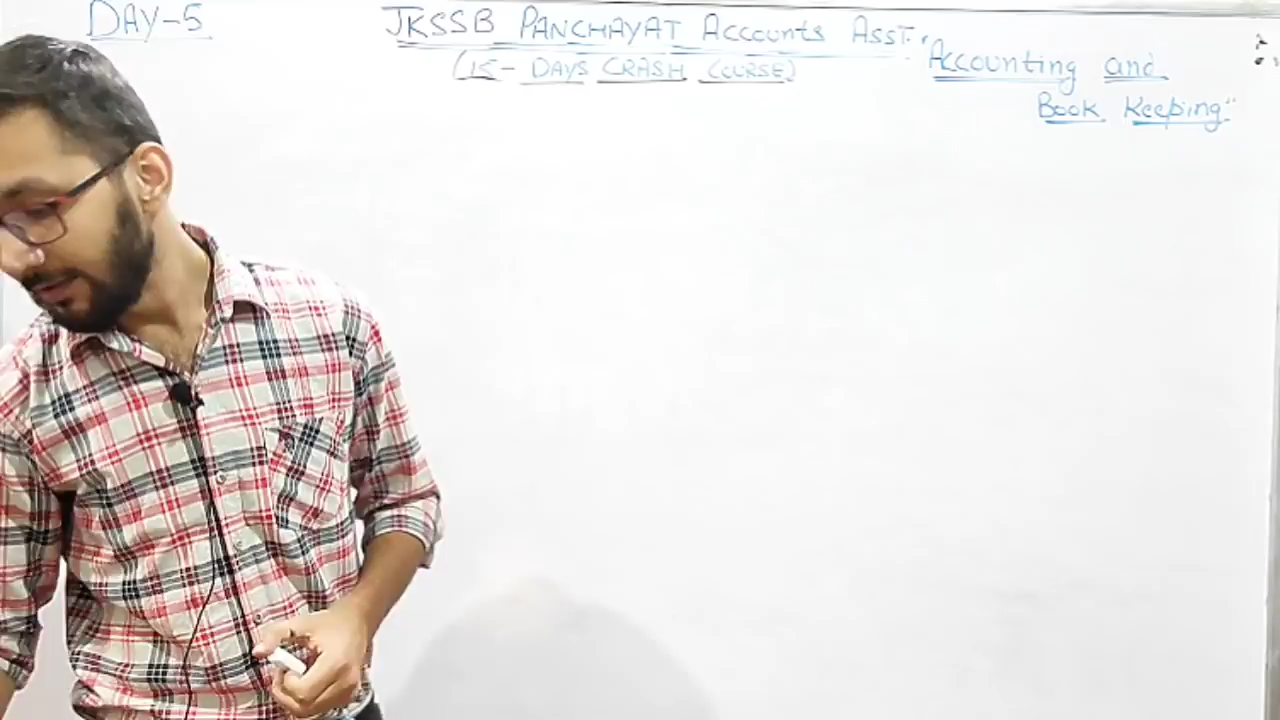 DAY-5
JKSSB PANCHAYAT Accounts ASST.
(15- DAYS CRASH COURSE)
"Accounting and
Book Keeping"